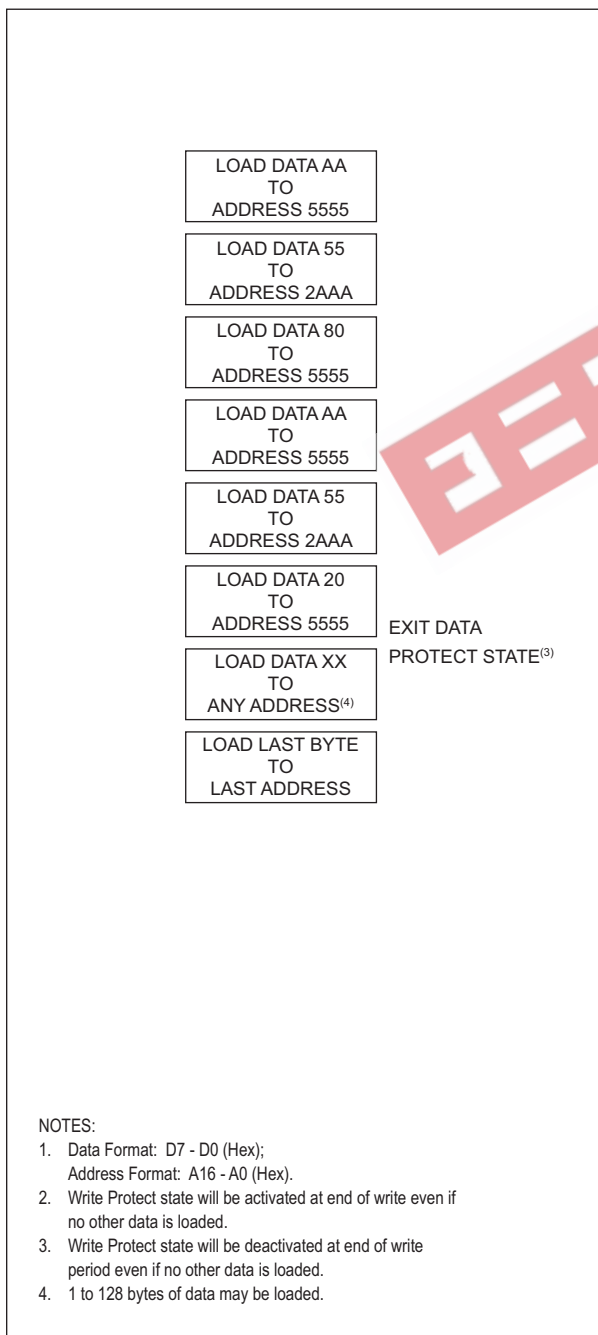 LOAD DATA AA
TO
ADDRESS 5555
LOAD DATA 55
TO
ADDRESS 2AAA
LOAD DATA 80
TO
ADDRESS 5555
LOAD DATA AA
TO
ADDRESS 5555
LOAD DATA 55
TO
ADDRESS 2AAA
LOAD DATA 20
TO
ADDRESS 5555
EXIT DATA
PROTECT STATE(3)
LOAD DATA XX
TO
ANY ADDRESS(4)
LOAD LAST BYTE
TO
LAST ADDRESS
NOTES:
1. Data Format: D7 - D0 (Hex);
Address Format: A16 - A0 (Hex).
2. Write Protect state will be activated at end of write even if
no other data is loaded.
3. Write Protect state will be deactivated at end of write
period even if no other data is loaded.
4. 1 to 128 bytes of data may be loaded.